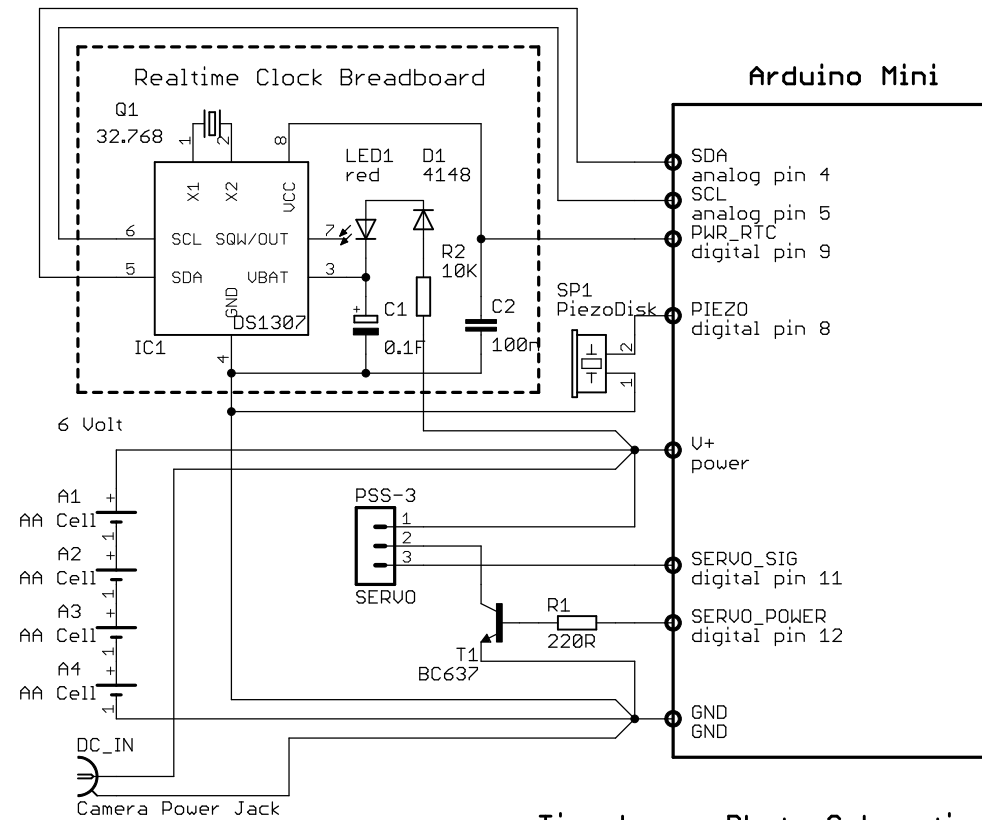 Realtime Clock Breadboard
Arduino Mini
Q1
32.768
1
2
8
LED1
red
D1
4148
X1
X2
VCC
SDA
analog pin 4
SCL
analog pin 5
PWR_RTC
digital pin 9
6
SCL
SQW/OUT
7
5
SDA
VBAT
3
GND
DS1307
IC1
4
R2
10K
+
C1
0.1F
C2
100n
SP1
PiezoDisk
2
1
PIEZO
digital pin 8
6 Volt
V+
power
A1
+
AA Cell
1
A2
+
AA Cell
1
A3
+
AA Cell
1
A4
+
AA Cell
1
PSS-3
1
2
3
SERVO
SERVO_SIG
digital pin 11
R1
220R
SERVO_POWER
digital pin 12
T1
BC637
GND
GND
DC_IN
Camera Power Jack